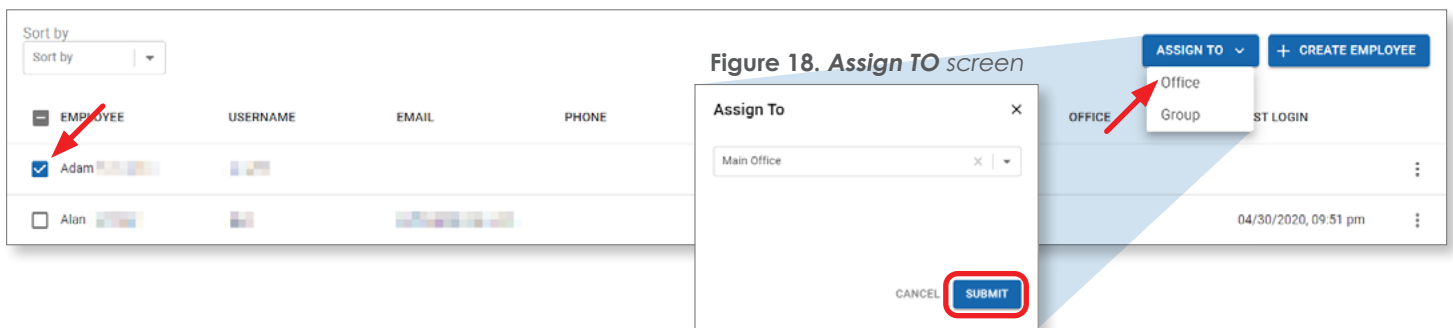 Sort by
Sort by
Figure 18. Assign TO screen
ASSIGN TO
+ CREATE EMPLOYEE
Office
Group
EMPLOYEE USERNAME EMAIL PHONE OFFICE ST LOGIN
Assign To
Main Office
Adam
Alan 04/30/2020, 09:51 pm
CANCEL SUBMIT